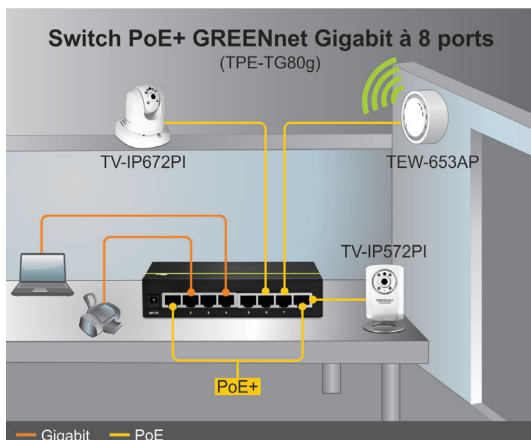 Switch PoE+ GREENnet Gigabit à 8 ports
(TPE-TG80g)
TV-IP672PI
TEW-653AP
TV-IP572PI
PoE+
Gigabit
PoE